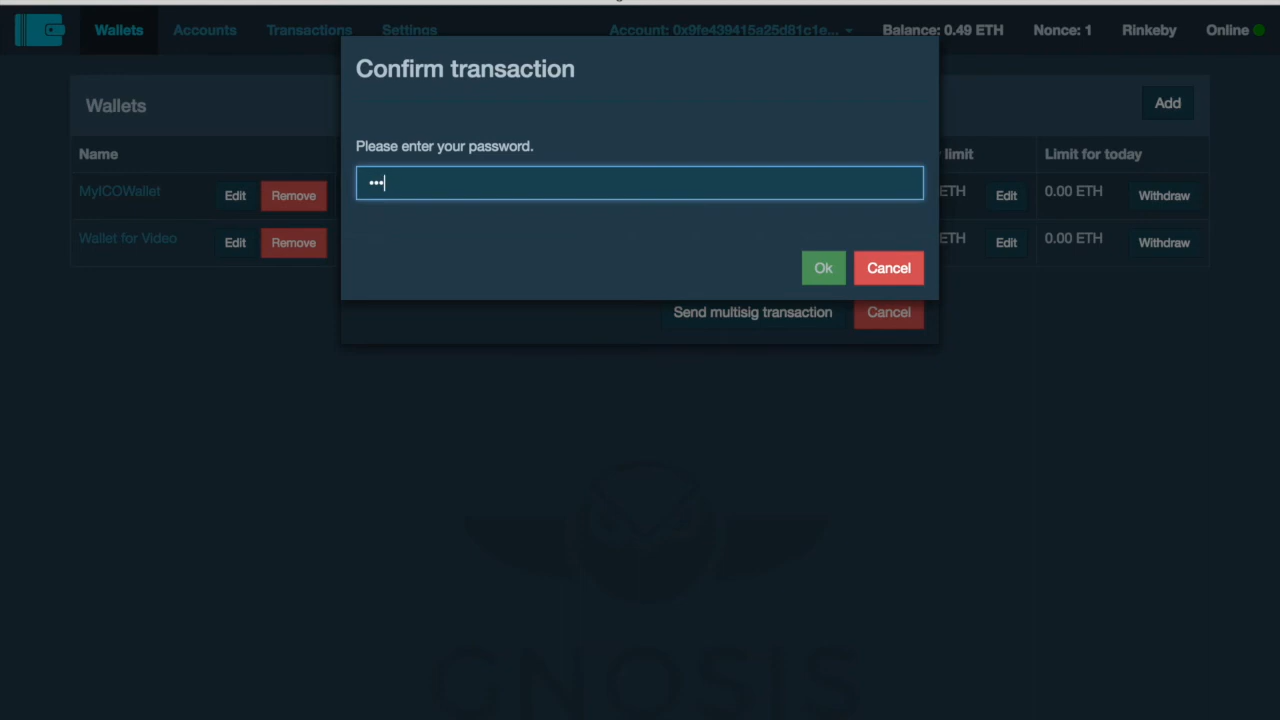 Wallets Accounts Transactions Settings Account: 0x9fe439415a25d81c1e... Balance: 0.49 ETH Nonce: 1 Rinkeby Online
Confirm transaction
Wallets
Add
Please enter your password.
Name limit Limit for today
•••
MyICOWallet Edit Remove ETH Edit 0.00 ETH Withdraw
Wallet for Video Edit Remove ETH Edit 0.00 ETH Withdraw
Ok Cancel
Send multisig transaction Cancel
GNOSIS